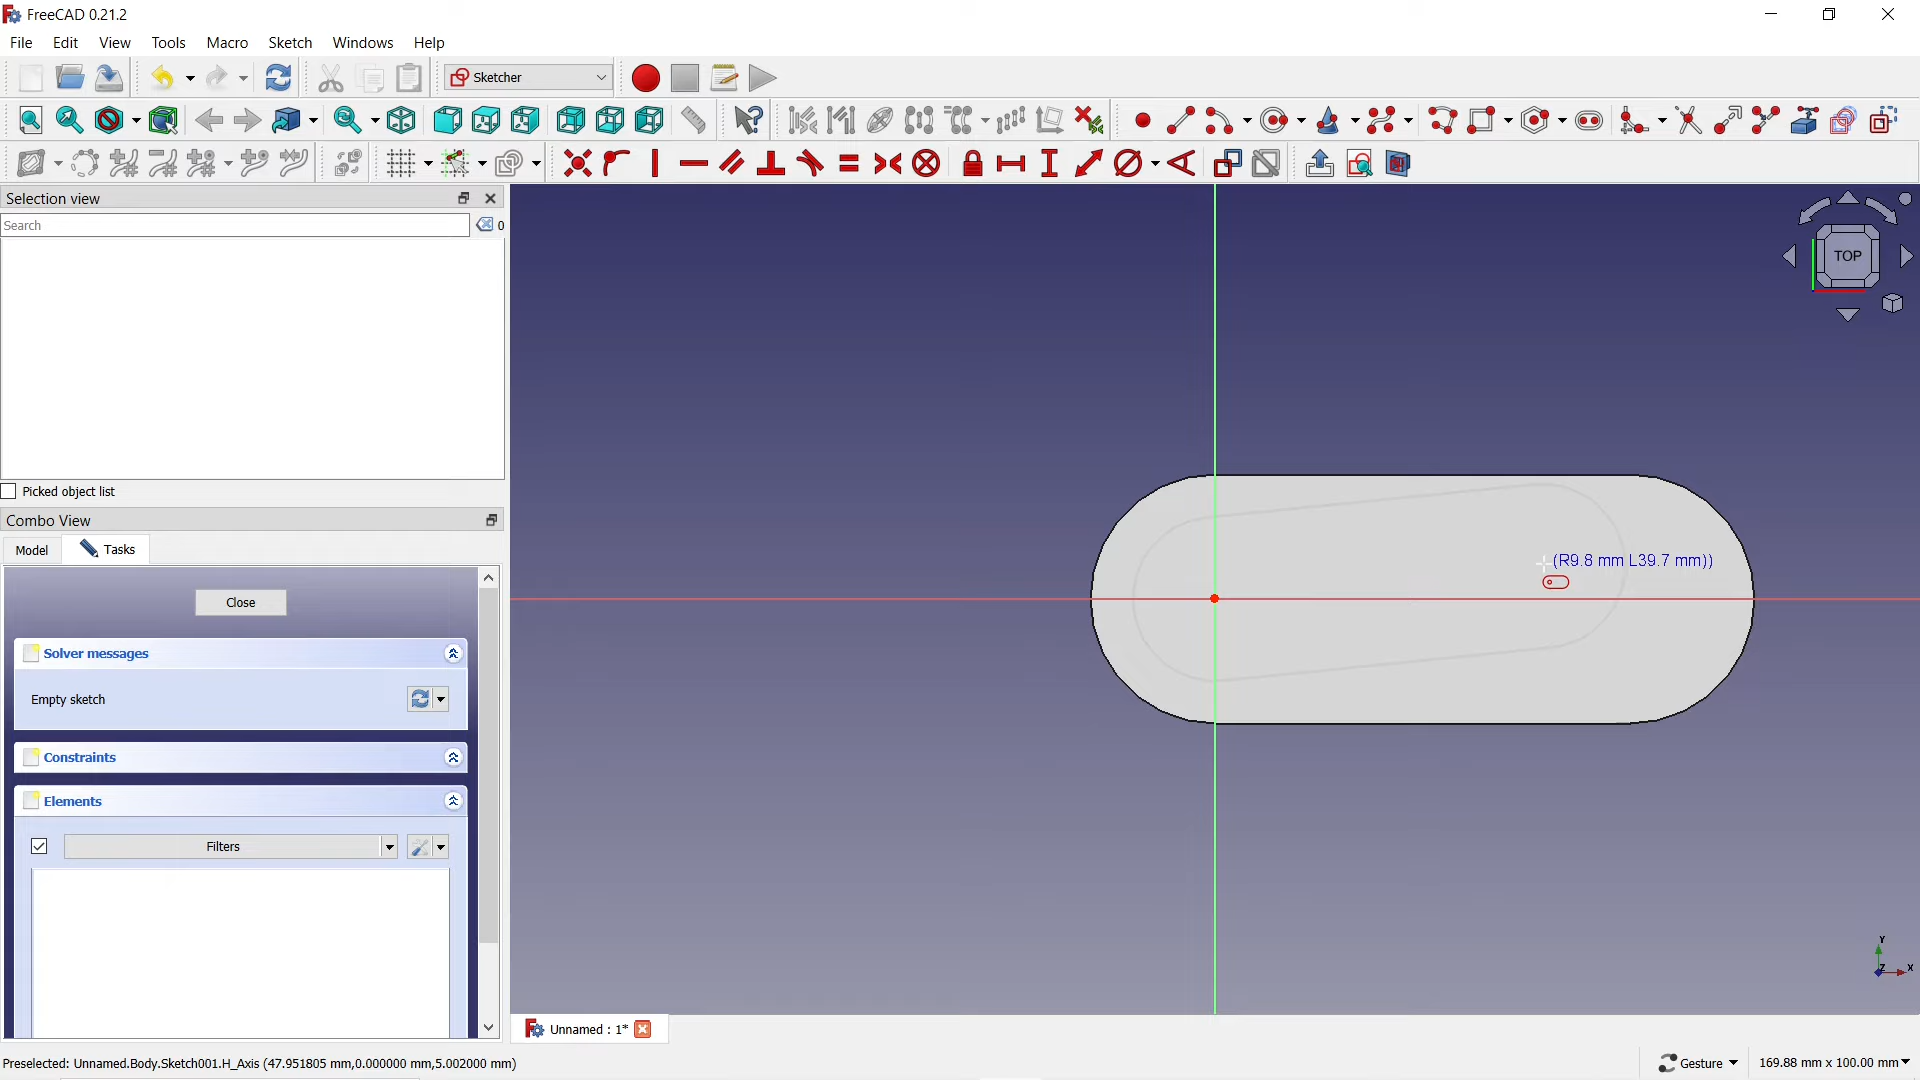 FreeCAD 0.21.2
File Edit View Tools Macro Sketch Windows Help
Sketcher
Selection view
Search
0
Picked object list
Combo View
Model Tasks
Close
Solver messages
Empty sketch
Constraints
Elements
Filters
TOP
(R9.8 mm L39.7 mm))
Y
Z X
Unnamed : 1*
Preselected: Unnamed.Body.Sketch001.H_Axis (47.951805 mm,0.000000 mm,5.002000 mm)
Gesture
169.88 mm x 100.00 mm